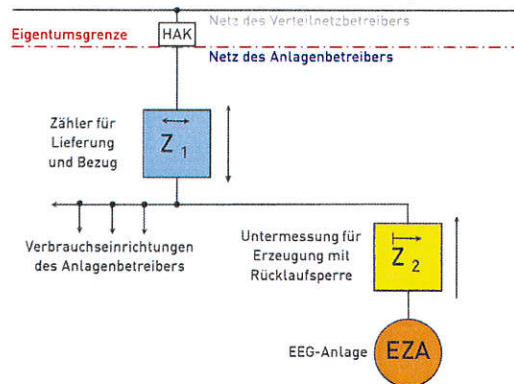 Netz des Verteilnetzbetreibers
Eigentumsgrenze
HAK
Netz des Anlagenbetreibers
Zähler für
Lieferung
und Bezug
Z 1
Verbrauchseinrichtungen
des Anlagenbetreibers
Untermessung für
Erzeugung mit
Rücklaufsperre
Z 2
EEG-Anlage
EZA